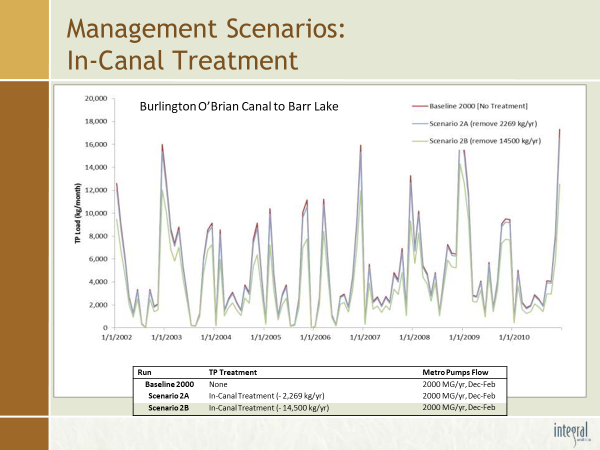 Management Scenarios:
In-Canal Treatment
Burlington O'Brian Canal to Barr Lake
Baseline 2000 [No Treatment]
Scenario 2A (remove 2269 kg/yr)
Scenario 2B (remove 14500 kg/yr)
TP Load (kg/month)
20,000
18,000
16,000
14,000
12,000
10,000
8,000
6,000
4,000
2,000
0
1/1/2002 1/1/2003 1/1/2004 1/1/2005 1/1/2006 1/1/2007 1/1/2008 1/1/2009 1/1/2010
Run TP Treatment Metro Pumps Flow
Baseline 2000 None 2000 MG/yr, Dec-Feb
Scenario 2A In-Canal Treatment (- 2,269 kg/yr) 2000 MG/yr, Dec-Feb
Scenario 2B In-Canal Treatment (- 14,500 kg/yr) 2000 MG/yr, Dec-Feb
integral